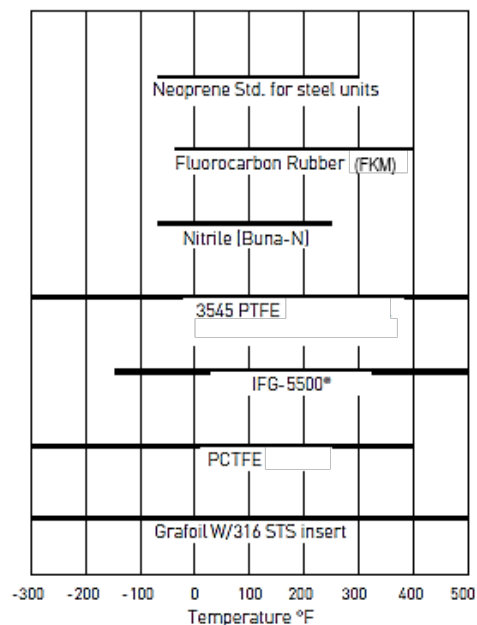 Neoprene Std. for steel units
Fluorocarbon Rubber (FKM)
Nitrile (Buna-N)
3545 PTFE
IFG-5500®
PCTFE
Grafoil W/316 STS insert
-300 -200 -100 0 100 200 300 400 500
Temperature °F